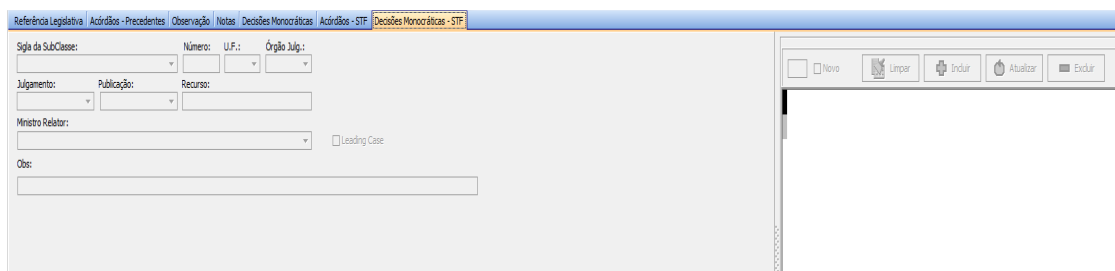 Referência Legislativa Acórdãos - Precedentes Observação Notas Decisões Monocráticas Acórdãos - STF Decisões Monocráticas - STF
Sigla da SubClasse: Número: U.F.: Órgão Julg.:
Novo Limpar Incluir Atualizar Excluir
Julgamento: Publicação: Recurso:
Ministro Relator:
Leading Case
Obs: